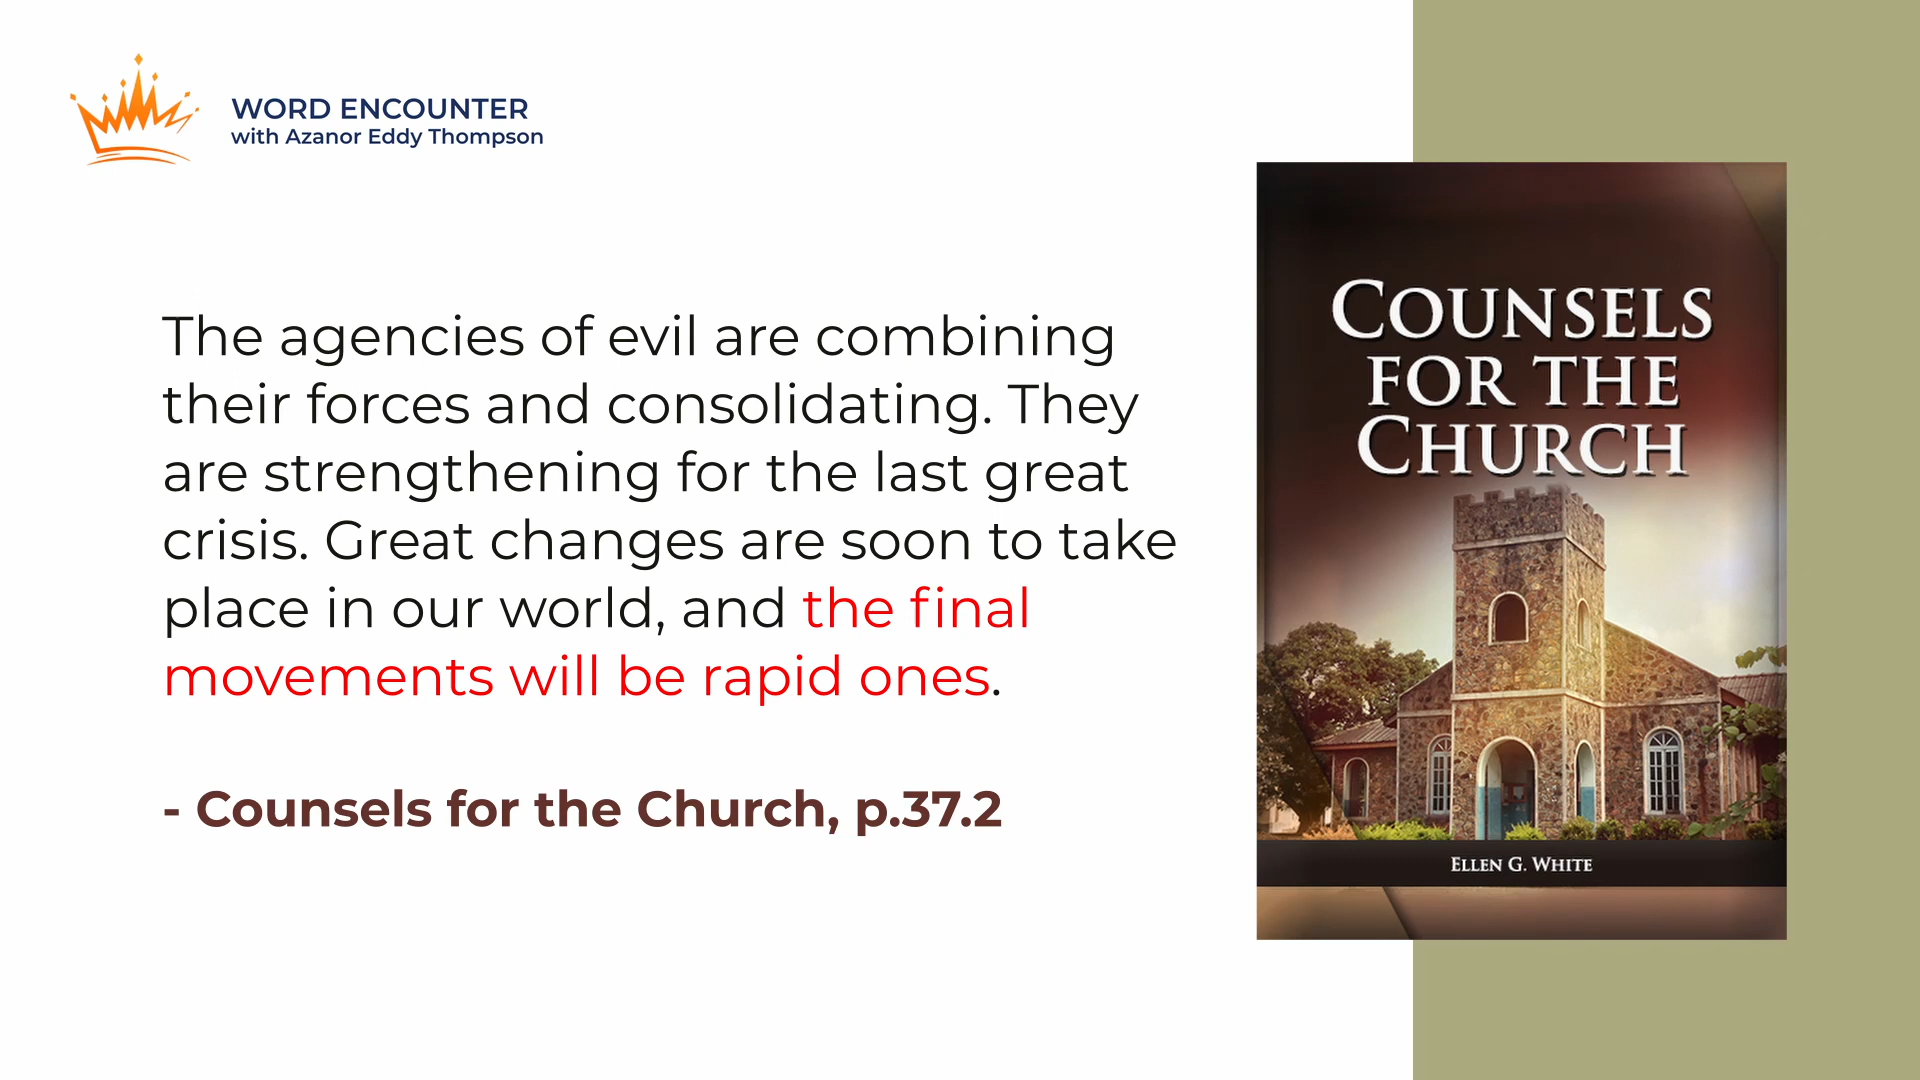 WORD ENCOUNTER
with Azanor Eddy Thompson
The agencies of evil are combining
their forces and consolidating. They
are strengthening for the last great
crisis. Great changes are soon to take
place in our world, and the final
movements will be rapid ones.
- Counsels for the Church, p.37.2
COUNSELS
FOR THE
CHURCH
ELLEN G. WHITE